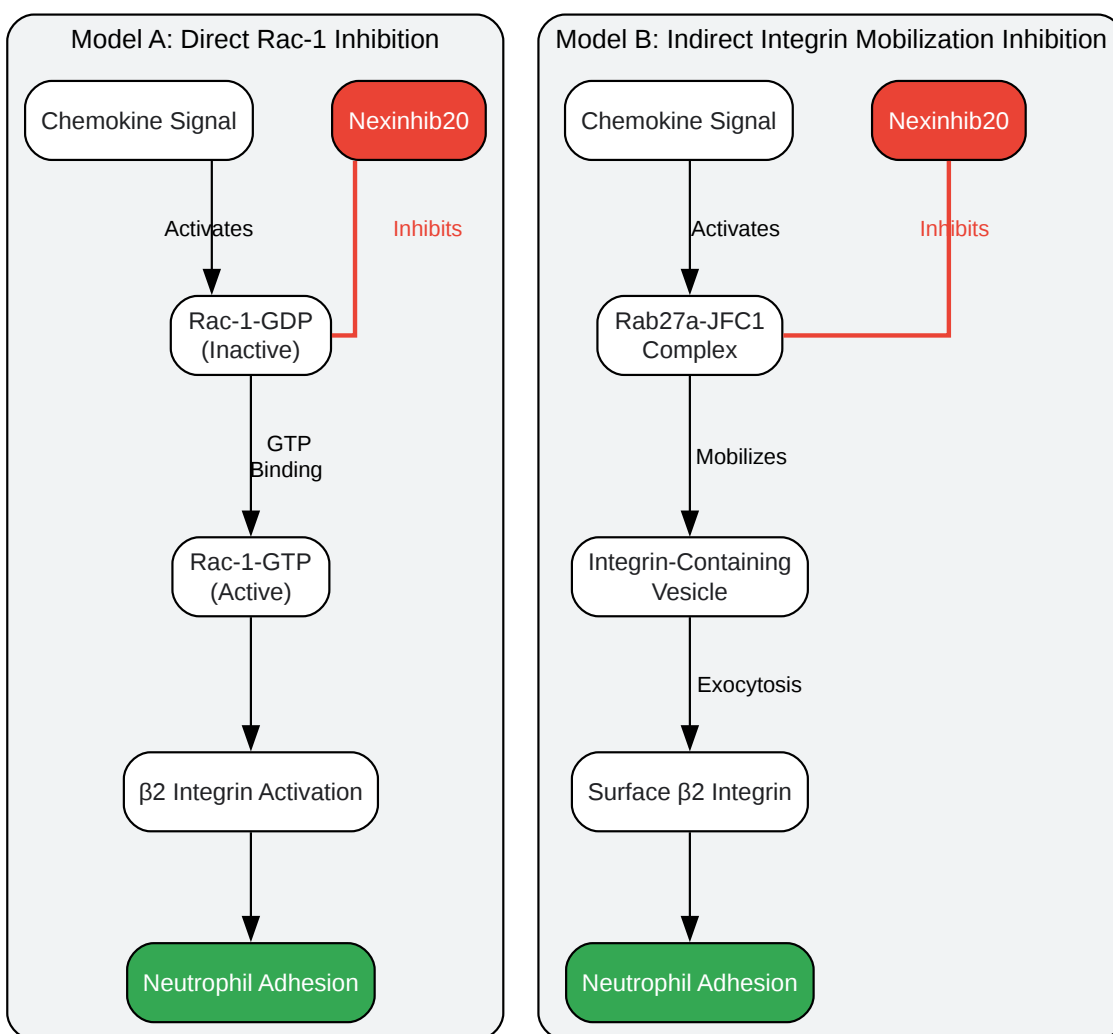 Model A: Direct Rac-1 Inhibition
Chemokine Signal
Nexinhib20
Activates
Inhibits
Rac-1-GDP
(Inactive)
GTP
Binding
Rac-1-GTP
(Active)
β2 Integrin Activation
Neutrophil Adhesion
Model B: Indirect Integrin Mobilization Inhibition
Chemokine Signal
Nexinhib20
Activates
Inhibits
Rab27a-JFC1
Complex
Mobilizes
Integrin-Containing
Vesicle
Exocytosis
Surface β2 Integrin
Neutrophil Adhesion